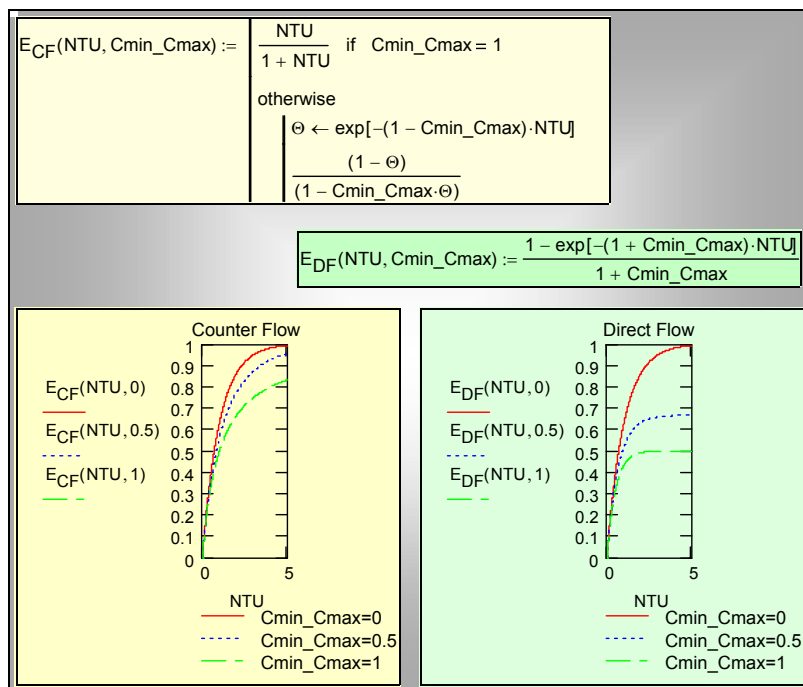 E_CF(NTU, Cmin_Cmax) := NTU / 1 + NTU if Cmin_Cmax = 1
otherwise
Θ ← exp[-(1 - Cmin_Cmax)·NTU]
(1 - Θ) / (1 - Cmin_Cmax·Θ)
E_DF(NTU, Cmin_Cmax) := 1 - exp[-(1 + Cmin_Cmax)·NTU] / 1 + Cmin_Cmax
Counter Flow
1
0.9
0.8
0.7
0.6
0.5
0.4
0.3
0.2
0.1
0
E_CF(NTU, 0)
E_CF(NTU, 0.5)
E_CF(NTU, 1)
0 5
NTU
Cmin_Cmax=0
Cmin_Cmax=0.5
Cmin_Cmax=1
Direct Flow
1
0.9
0.8
0.7
0.6
0.5
0.4
0.3
0.2
0.1
0
E_DF(NTU, 0)
E_DF(NTU, 0.5)
E_DF(NTU, 1)
0 5
NTU
Cmin_Cmax=0
Cmin_Cmax=0.5
Cmin_Cmax=1